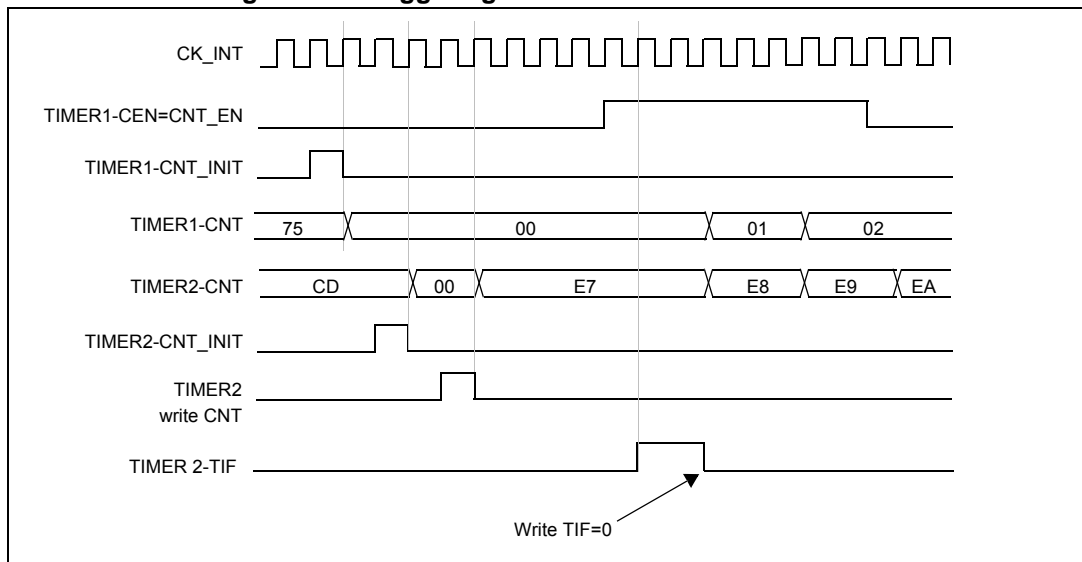 CK_INT
TIMER1-CEN=CNT_EN
TIMER1-CNT_INIT
TIMER1-CNT 75 00 01 02
TIMER2-CNT CD 00 E7 E8 E9 EA
TIMER2-CNT_INIT
TIMER2
write CNT
TIMER 2-TIF
Write TIF=0